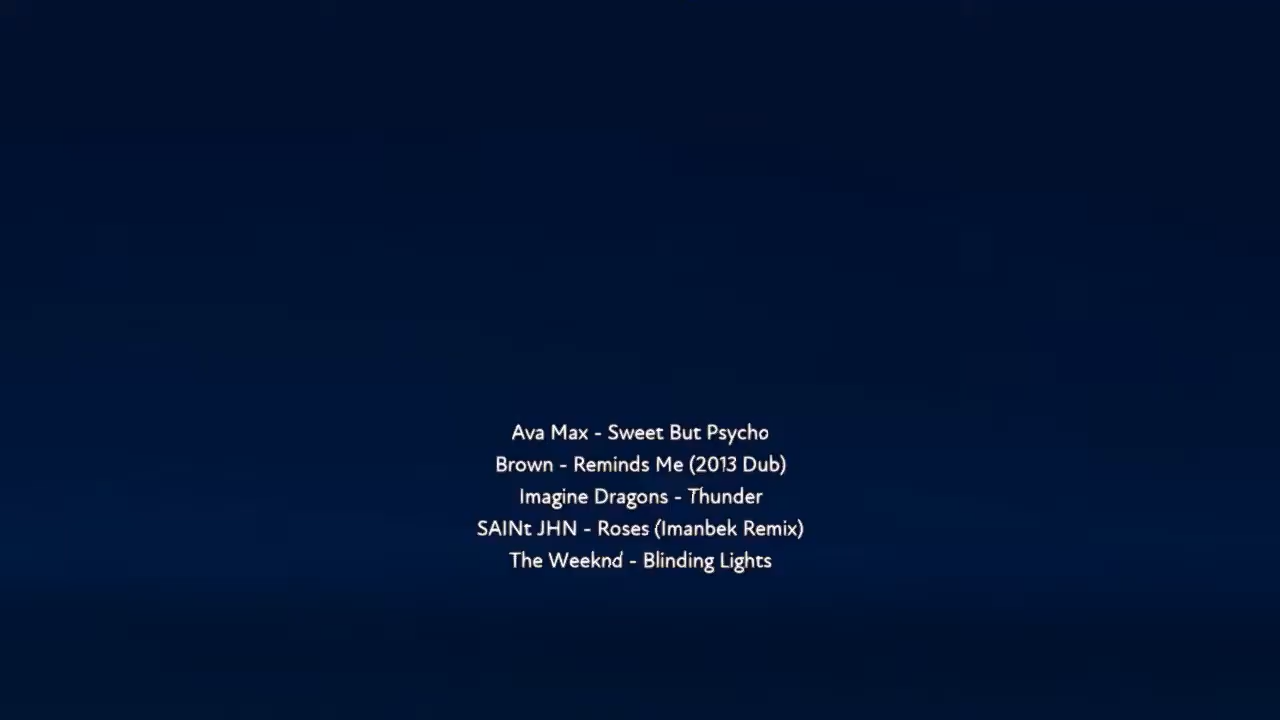 Ava Max - Sweet But Psycho
Brown - Reminds Me (2013 Dub)
Imagine Dragons - Thunder
SAINt JHN - Roses (Imanbek Remix)
The Weeknd - Blinding Lights